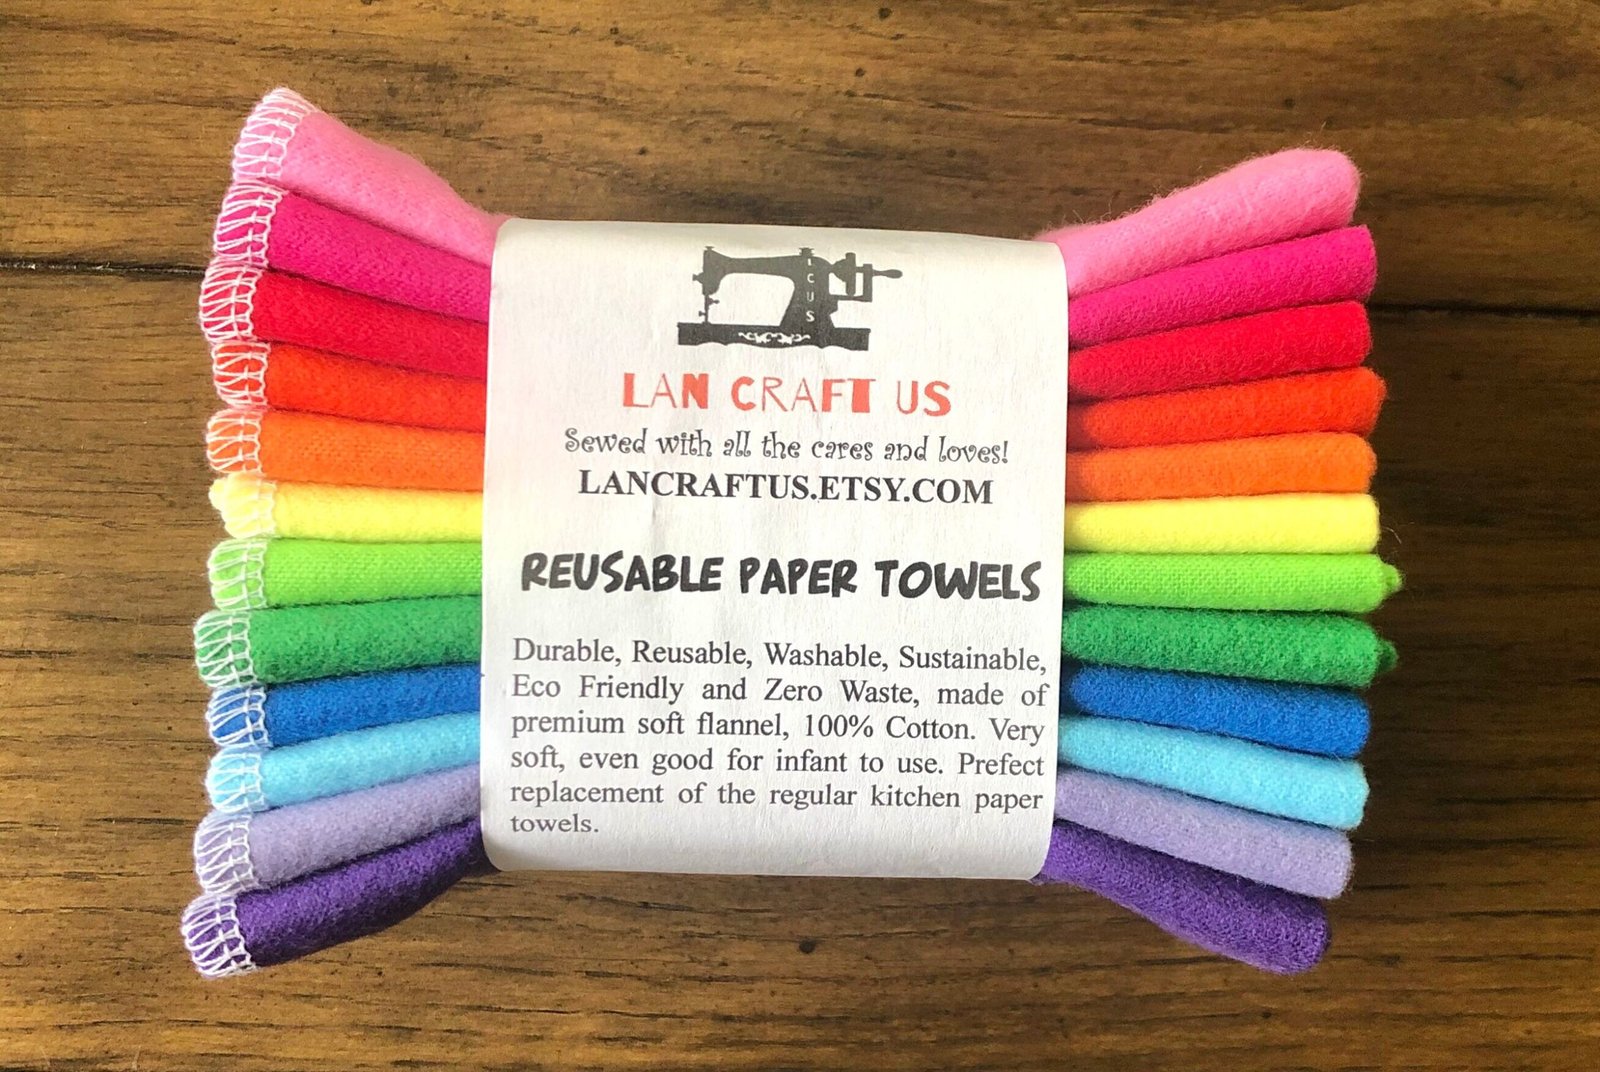 LCUS
LAN CRAFT US
Sewed with all the cares and loves!
LANCRAFTUS.ETSY.COM
REUSABLE PAPER TOWELS
Durable, Reusable, Washable, Sustainable,
Eco Friendly and Zero Waste, made of
premium soft flannel, 100% Cotton. Very
soft, even good for infant to use. Prefect
replacement of the regular kitchen paper
towels.